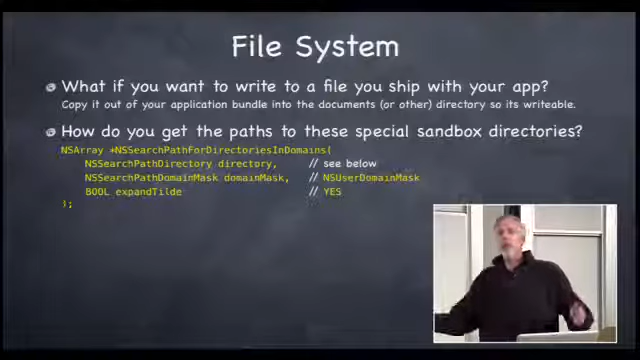 File System
What if you want to write to a file you ship with your app?
Copy it out of your application bundle into the documents (or other) directory so its writeable.
How do you get the paths to these special sandbox directories?
NSArray *NSSearchPathForDirectoriesInDomains(
NSSearchPathDirectory directory, // see below
NSSearchPathDomainMask domainMask, // NSUserDomainMask
BOOL expandTilde // YES
);